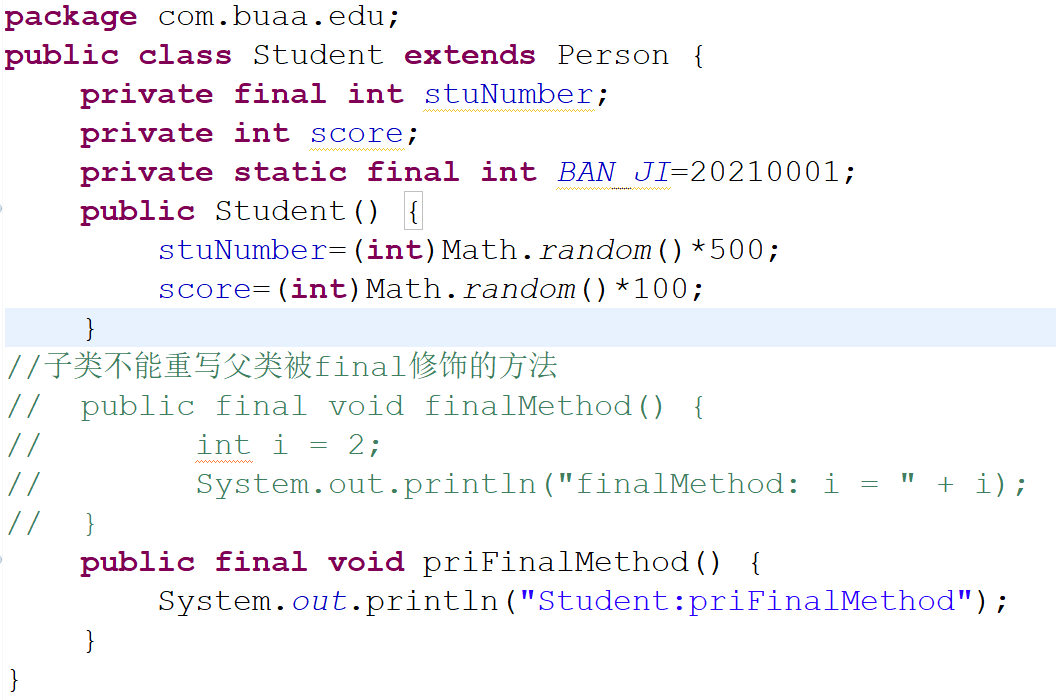 package com.buaa.edu;
public class Student extends Person {
    private final int stuNumber;
    private int score;
    private static final int BAN_JI=20210001;
    public Student() {
        stuNumber=(int)Math.random()*500;
        score=(int)Math.random()*100;
    }
//子类不能重写父类被final修饰的方法
//  public final void finalMethod() {
//        int i = 2;
//        System.out.println("finalMethod: i = " + i);
//  }
    public final void priFinalMethod() {
        System.out.println("Student:priFinalMethod");
    }
}